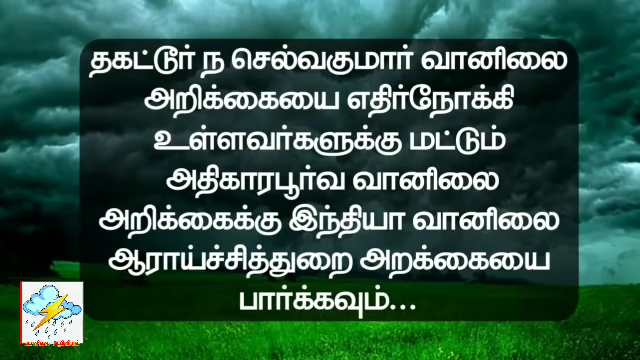 தகட்டூர் ந செல்வகுமார் வானிலை
அறிக்கையை எதிர்நோக்கி
உள்ளவர்களுக்கு மட்டும்
அதிகாரபூர்வ வானிலை
அறிக்கைக்கு இந்தியா வானிலை
ஆராய்ச்சித்துறை அறக்கையை
பார்க்கவும்...